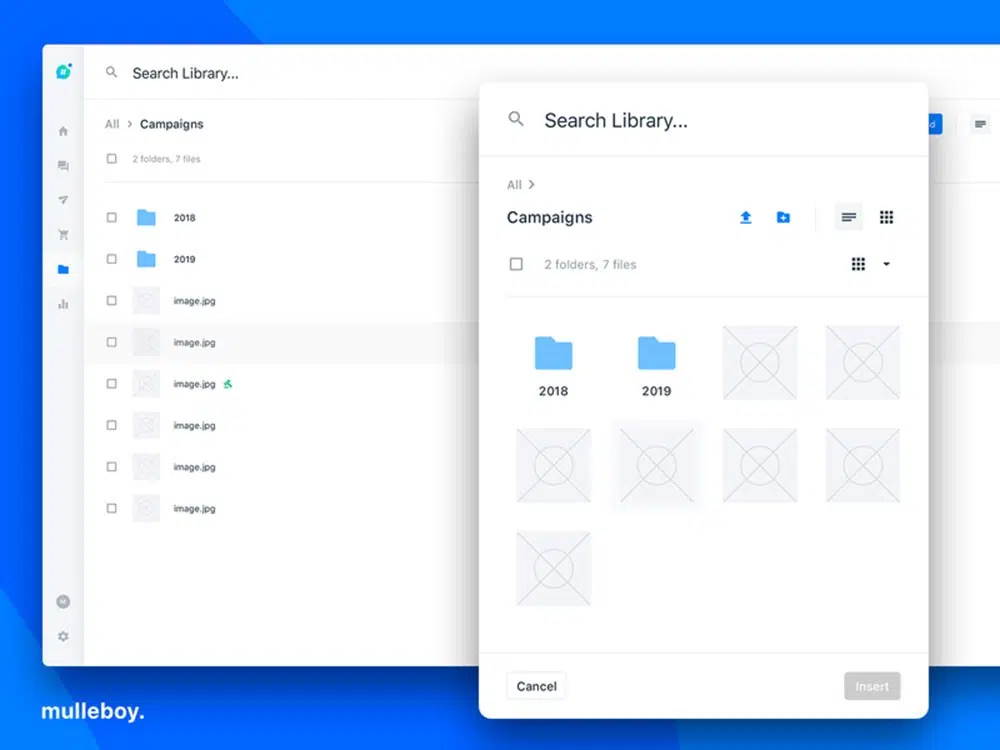 Search Library...
All > Campaigns
2 folders, 7 files
2018
2019
image.jpg
image.jpg
image.jpg
image.jpg
image.jpg
image.jpg
Search Library...
All >
Campaigns
2 folders, 7 files
2018
2019
Cancel
Insert
mulleboy.